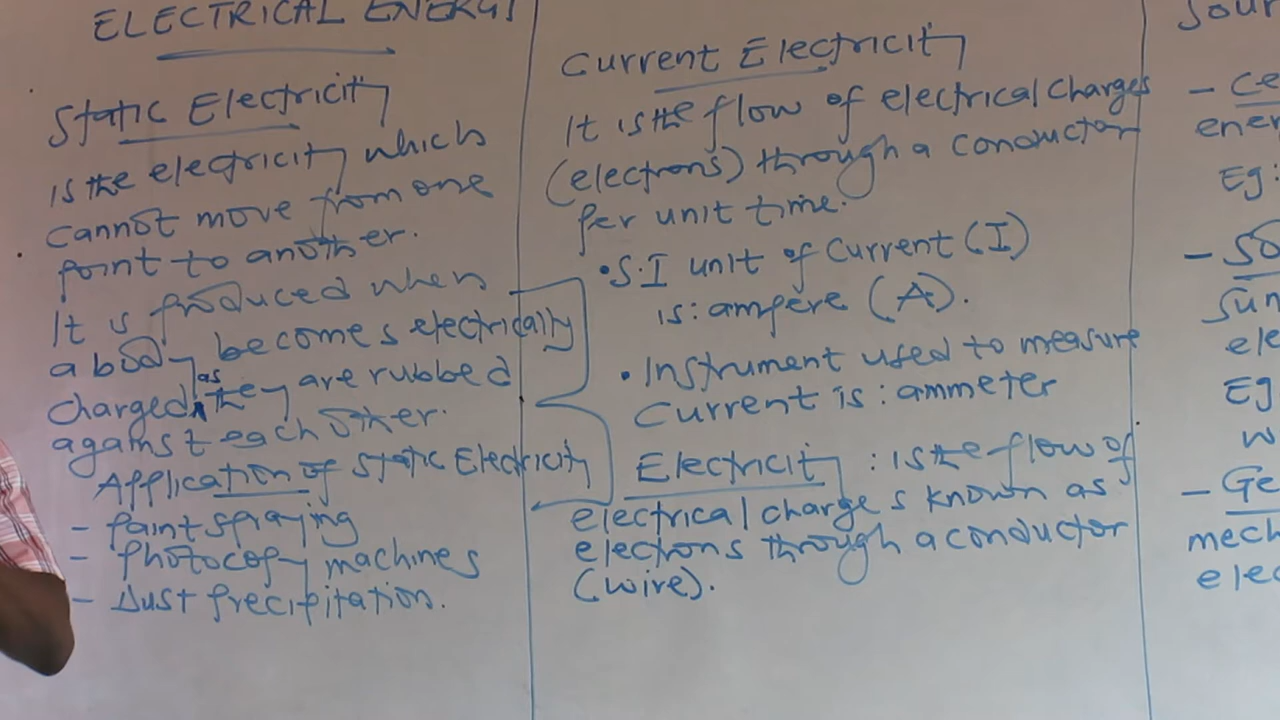 ELECTRICAL ENERGY
Static Electricity
is the electricity which
cannot move from one
point to another.
It is produced when
a body becomes electrically
charged as they are rubbed
against each other.
Application of static Electricity
- paint spraying
- photocopy machines
- Dust precipitation.
Current Electricity
It is the flow of electrical charges
(electrons) through a conductor
per unit time.
• S.I unit of Current (I)
is: ampere (A).
• Instrument used to measure
Current is: ammeter
Electricity: is the flow of
electrical charges known as
electrons through a conductor
(wire).
Eg:
Eg